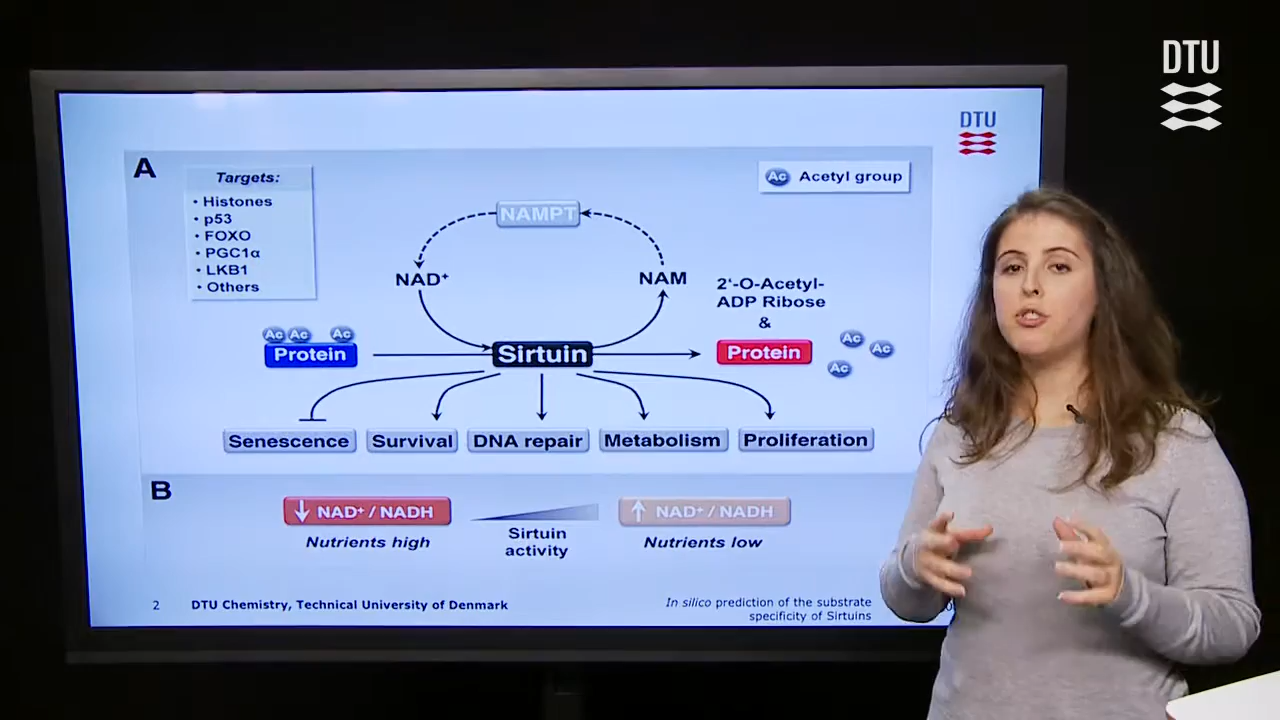 DTU
DTU
A
Targets:
• Histones
• p53
• FOXO
• PGC1α
• LKB1
• Others
Ac Acetyl group
NAMPT
NAD⁺
NAM
2‘-O-Acetyl-
ADP Ribose
&
Ac Ac Ac
Protein
Sirtuin
Protein
Ac
Ac
Ac
Senescence
Survival
DNA repair
Metabolism
Proliferation
B
↓ NAD⁺ / NADH
Nutrients high
Sirtuin
activity
↑ NAD⁺ / NADH
Nutrients low
2
DTU Chemistry, Technical University of Denmark
In silico prediction of the substrate
specificity of Sirtuins